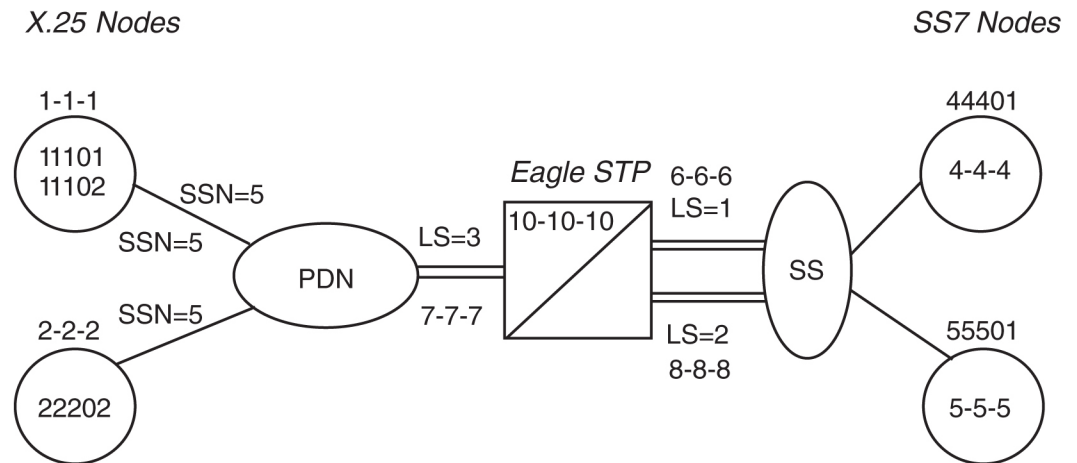 X.25 Nodes
SS7 Nodes
1-1-1
11101
11102
SSN=5
SSN=5
SSN=5
2-2-2
22202
PDN
LS=3
7-7-7
Eagle STP
10-10-10
6-6-6
LS=1
LS=2
8-8-8
SS
44401
4-4-4
55501
5-5-5